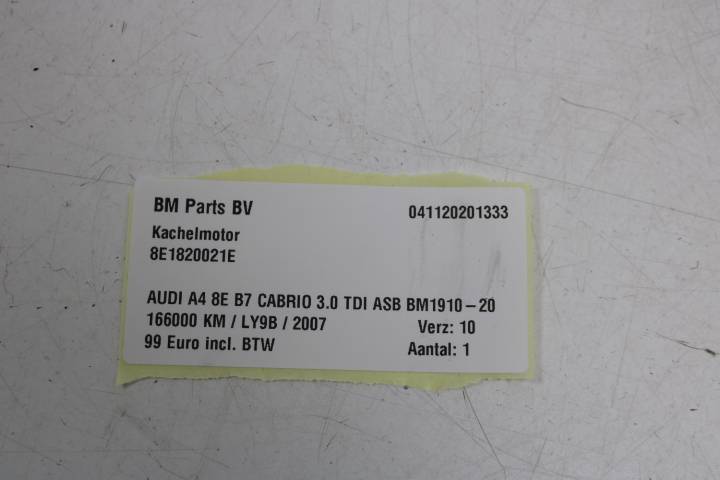 BM Parts BV 041120201333
Kachelmotor
8E1820021E
AUDI A4 8E B7 CABRIO 3.0 TDI ASB BM1910-20
166000 KM / LY9B / 2007 Verz: 10
99 Euro incl. BTW Aantal: 1